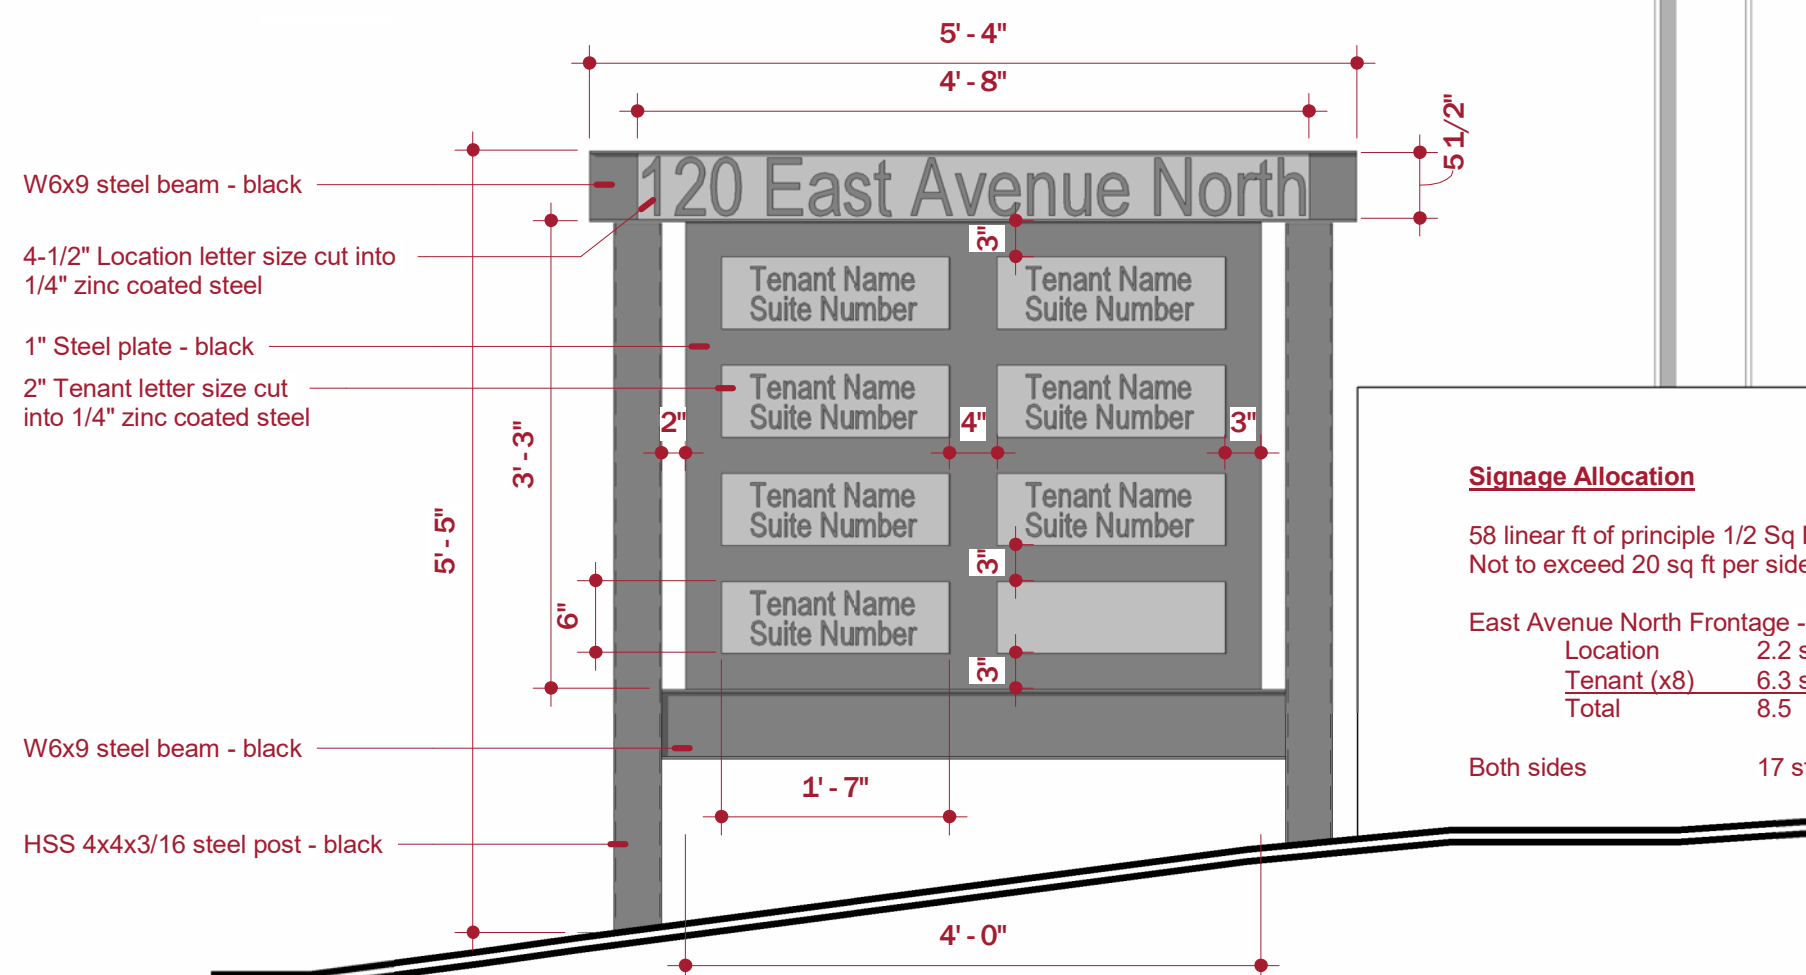 5' - 4"
4' - 8"
5 1/2"
120 East Avenue North
W6x9 steel beam - black
4-1/2" Location letter size cut into
1/4" zinc coated steel
1" Steel plate - black
2" Tenant letter size cut
into 1/4" zinc coated steel
3"
Tenant Name
Suite Number
Tenant Name
Suite Number
Tenant Name
Suite Number
Tenant Name
Suite Number
2"
4"
3"
3' - 3"
5' - 5"
Tenant Name
Suite Number
Tenant Name
Suite Number
3"
6"
Tenant Name
Suite Number
3"
W6x9 steel beam - black
1' - 7"
HSS 4x4x3/16 steel post - black
4' - 0"
Signage Allocation
58 linear ft of principle 1/2 Sq
Not to exceed 20 sq ft per side
East Avenue North Frontage -
Location 2.2 s
Tenant (x8) 6.3 s
Total 8.5
Both sides 17 s